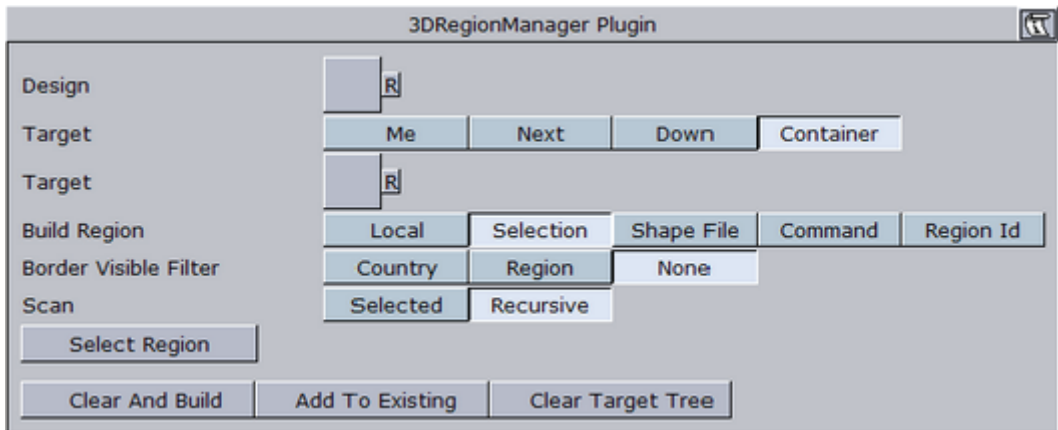 3DRegionManager Plugin
Design R
Target Me Next Down Container
Target R
Build Region Local Selection Shape File Command Region Id
Border Visible Filter Country Region None
Scan Selected Recursive
Select Region
Clear And Build Add To Existing Clear Target Tree